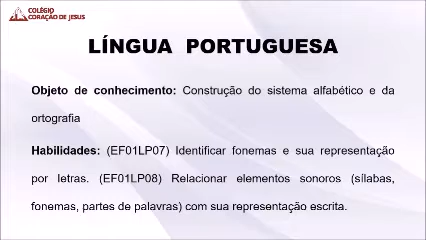 COLÉGIO
CORAÇÃO DE JESUS
LÍNGUA PORTUGUESA
Objeto de conhecimento: Construção do sistema alfabético e da
ortografia
Habilidades: (EF01LP07) Identificar fonemas e sua representação
por letras. (EF01LP08) Relacionar elementos sonoros (sílabas,
fonemas, partes de palavras) com sua representação escrita.